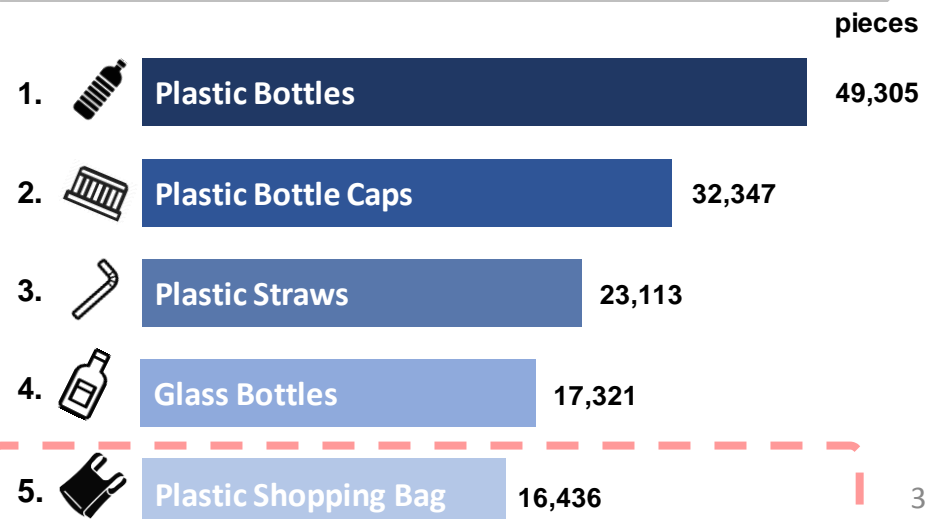 pieces
1. Plastic Bottles 49,305
2. Plastic Bottle Caps 32,347
3. Plastic Straws 23,113
4. Glass Bottles 17,321
5. Plastic Shopping Bag 16,436
3